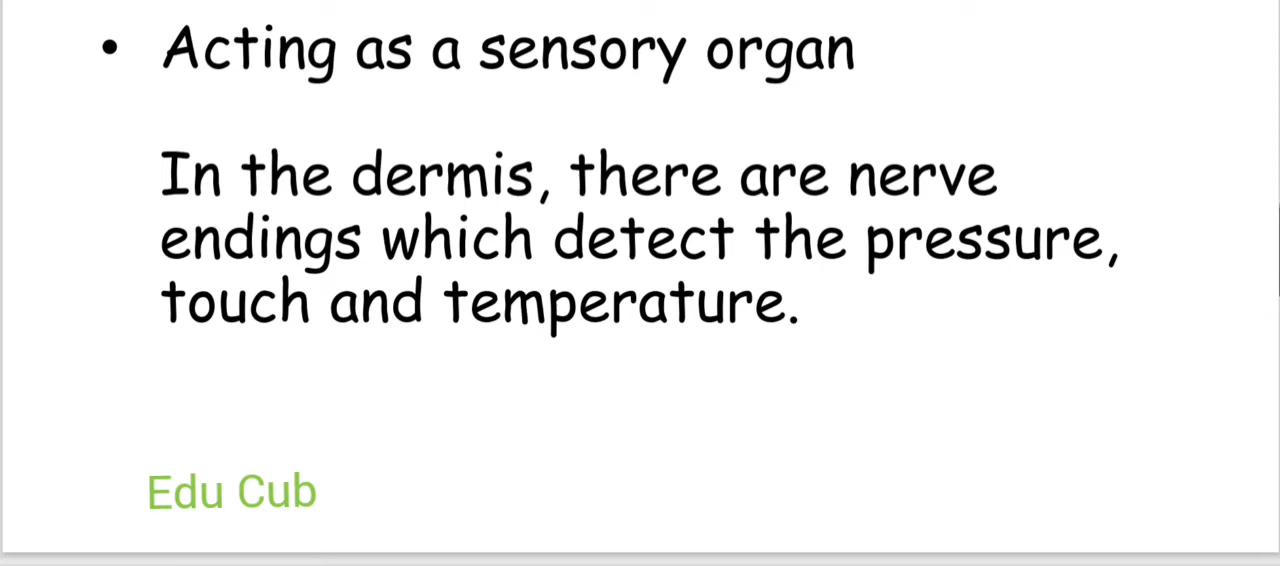 • Acting as a sensory organ
In the dermis, there are nerve
endings which detect the pressure,
touch and temperature.
Edu Cub